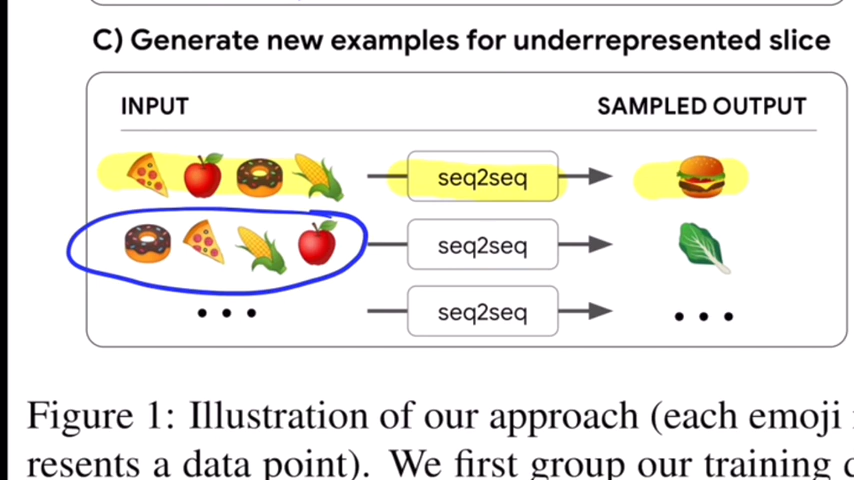 C) Generate new examples for underrepresented slice
INPUT SAMPLED OUTPUT
seq2seq
seq2seq
• • • seq2seq • • •
Figure 1: Illustration of our approach (each emoji
resents a data point). We first group our training